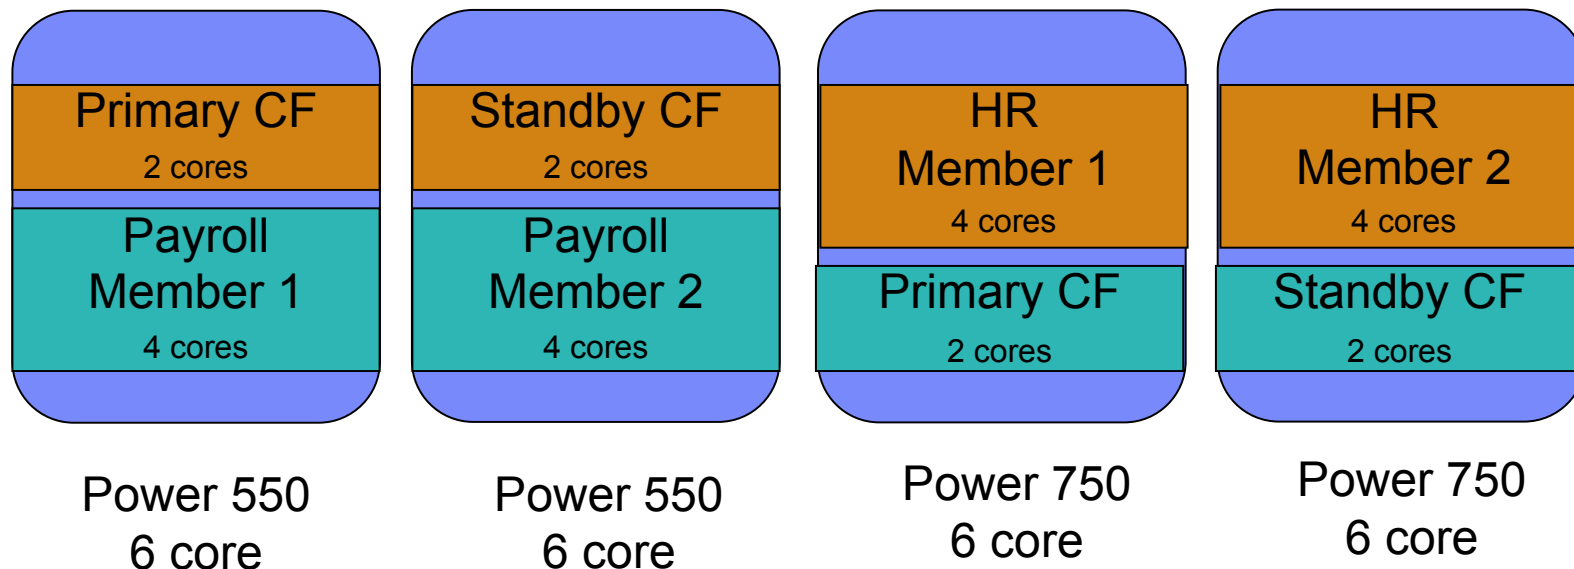 Primary CF
2 cores
Payroll
Member 1
4 cores
Power 550
6 core
Standby CF
2 cores
Payroll
Member 2
4 cores
Power 550
6 core
HR
Member 1
4 cores
Primary CF
2 cores
Power 750
6 core
HR
Member 2
4 cores
Standby CF
2 cores
Power 750
6 core